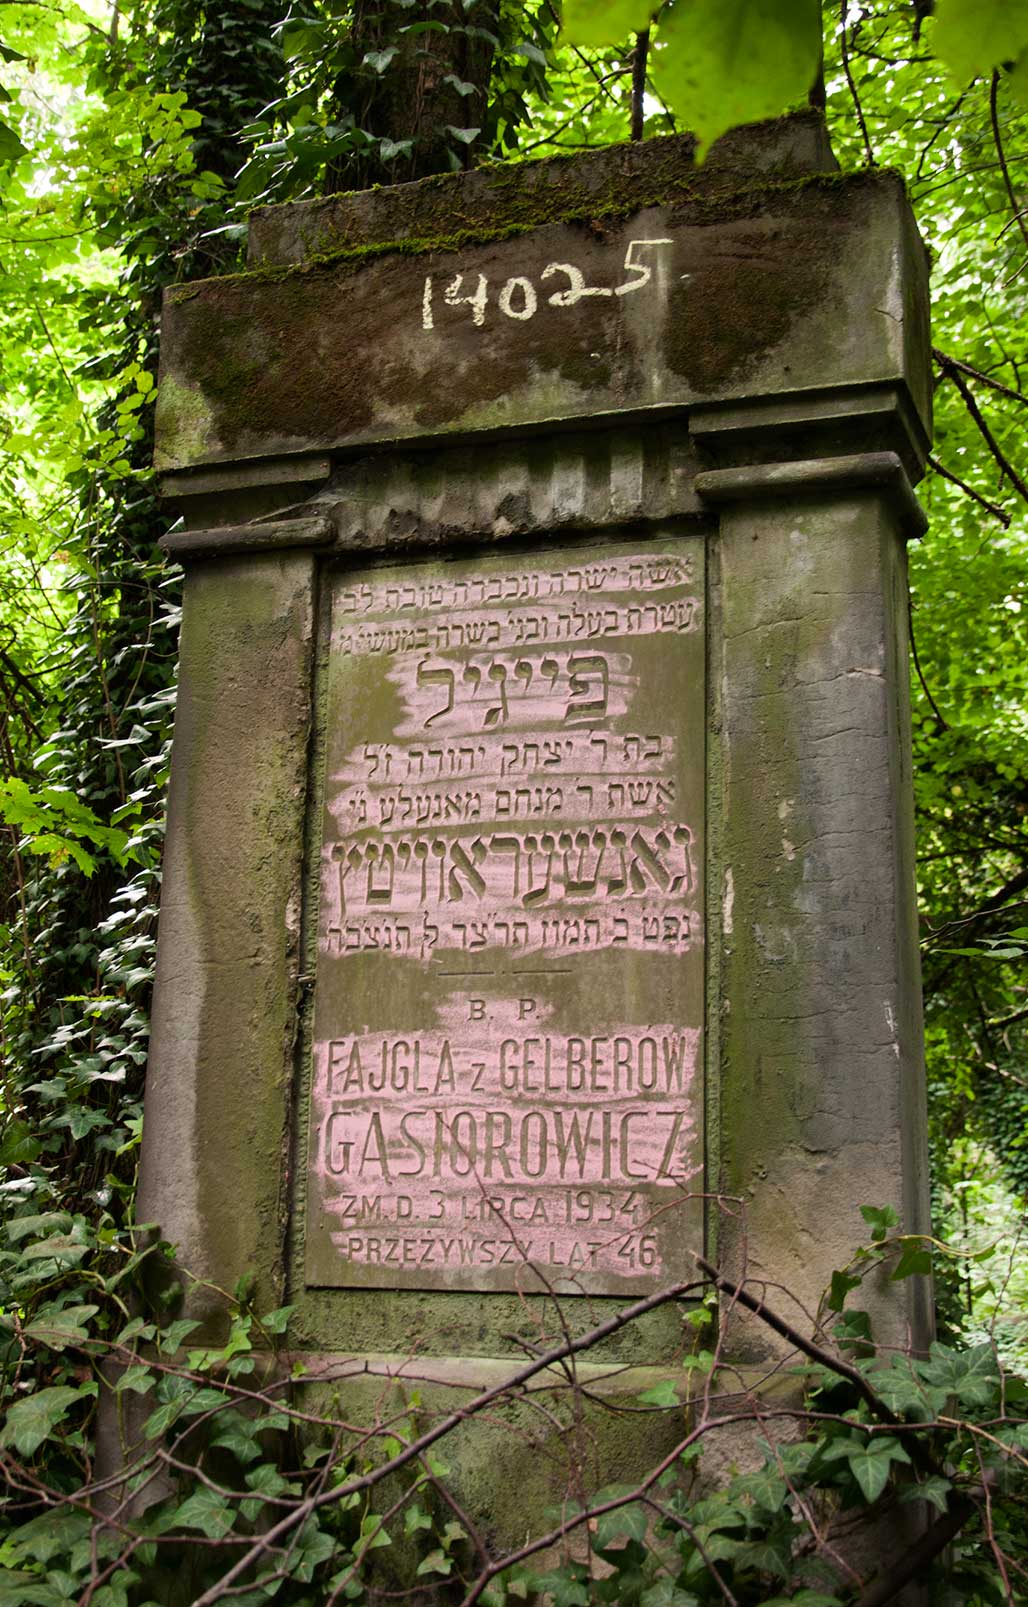 14025
אשה ישרה ונכבדה טובת לב
עטרת בעלה ובני' כשרה במעשי'
פייגיל
בת ר' יצחק יהודה ז"ל
אשת ר' מנחם מאנעלע נ"י
גאנשעראוויטץ
נפט' כ' תמוז תרצ"ד ל' תנצבה
B. P.
FAJGLA z GELBERÓW
GĄSIOROWICZ
ZM. D. 3 LIPCA 1934
PRZEŻYWSZY LAT 46